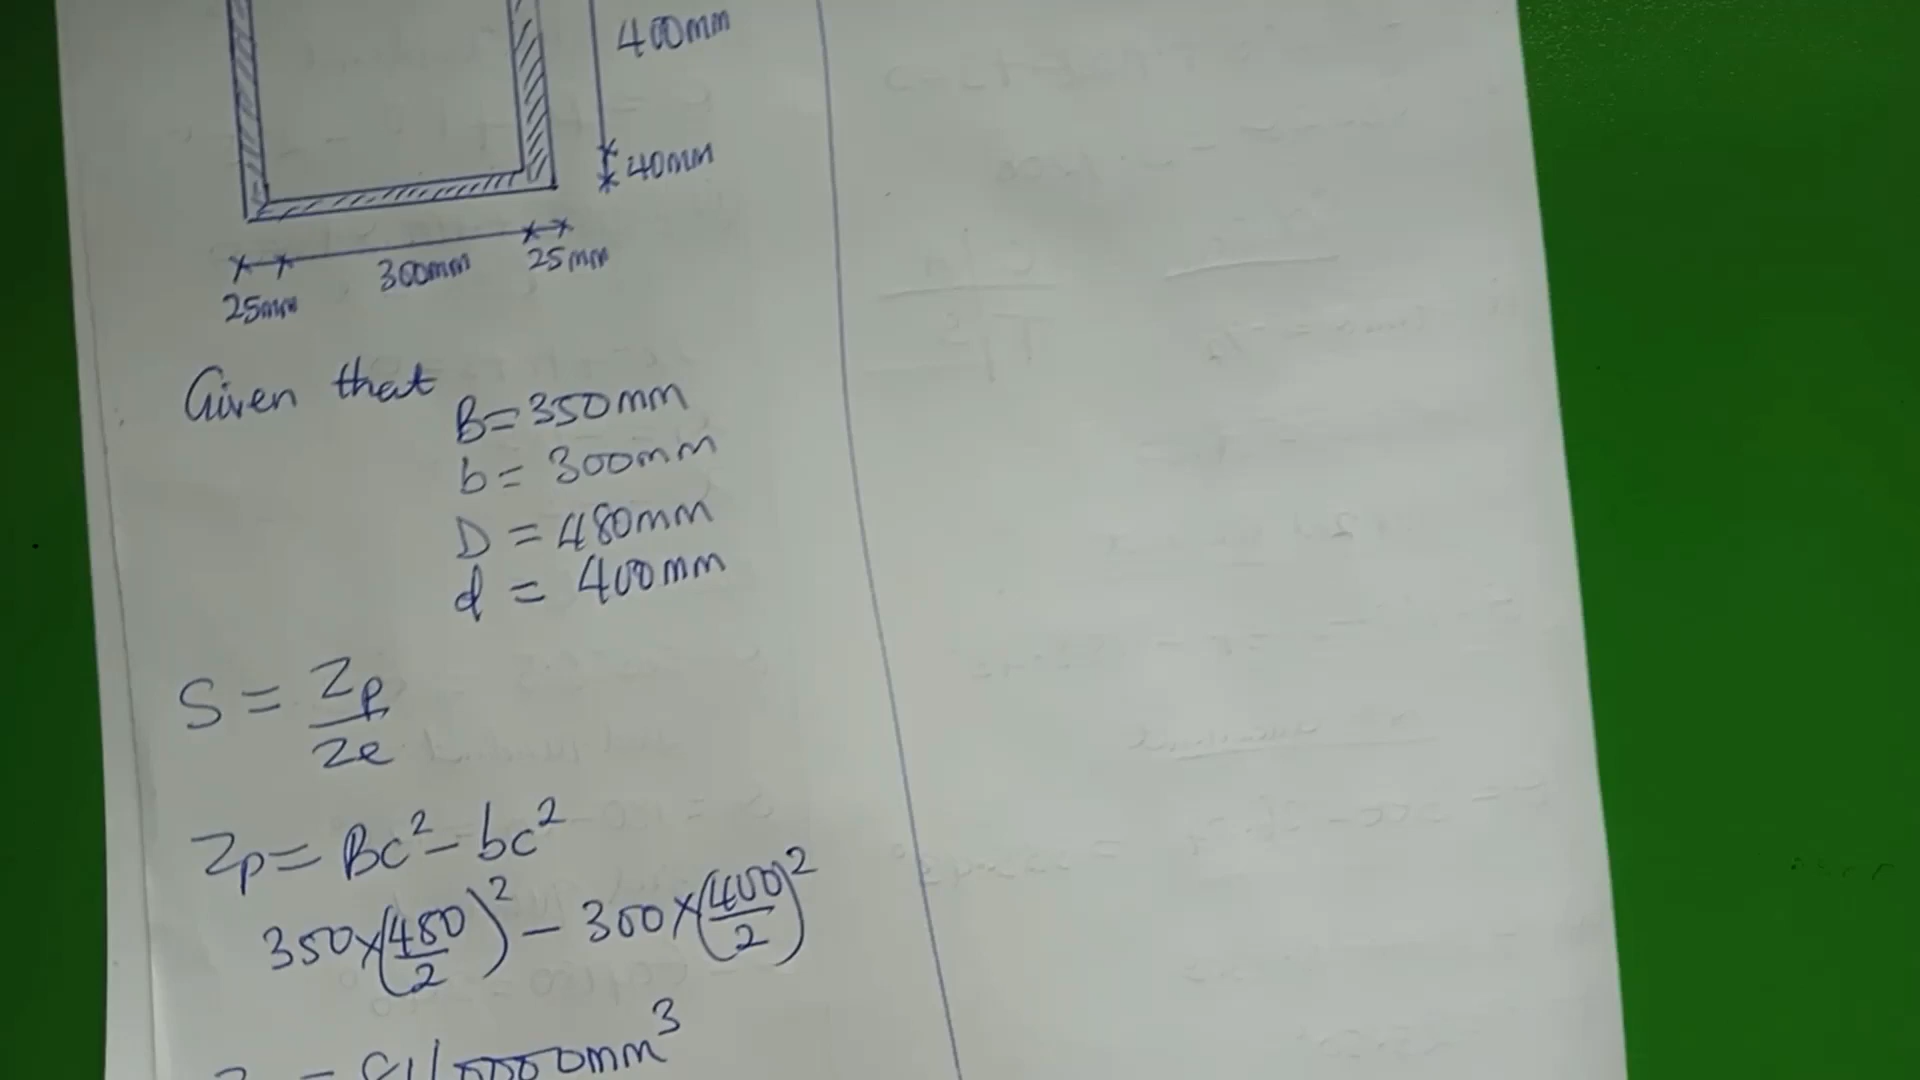 400mm
40mm
300mm
25mm
25mm
Given that
B=350mm
b= 300mm
D = 480mm
d = 400mm
S = Zp/Ze
Zp= Bc² - bc²
350×(480/2)² - 300×(400/2)²